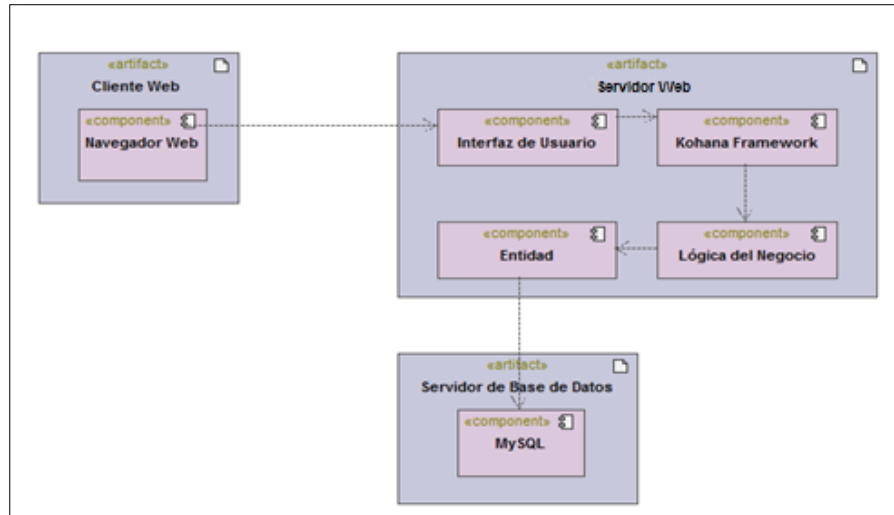 «artifact»
Cliente Web
«component»
Navegador Web
«artifact»
Servidor Web
«component»
Interfaz de Usuario
«component»
Kohana Framework
«component»
Entidad
«component»
Lógica del Negocio
«artifact»
Servidor de Base de Datos
«component»
MySQL